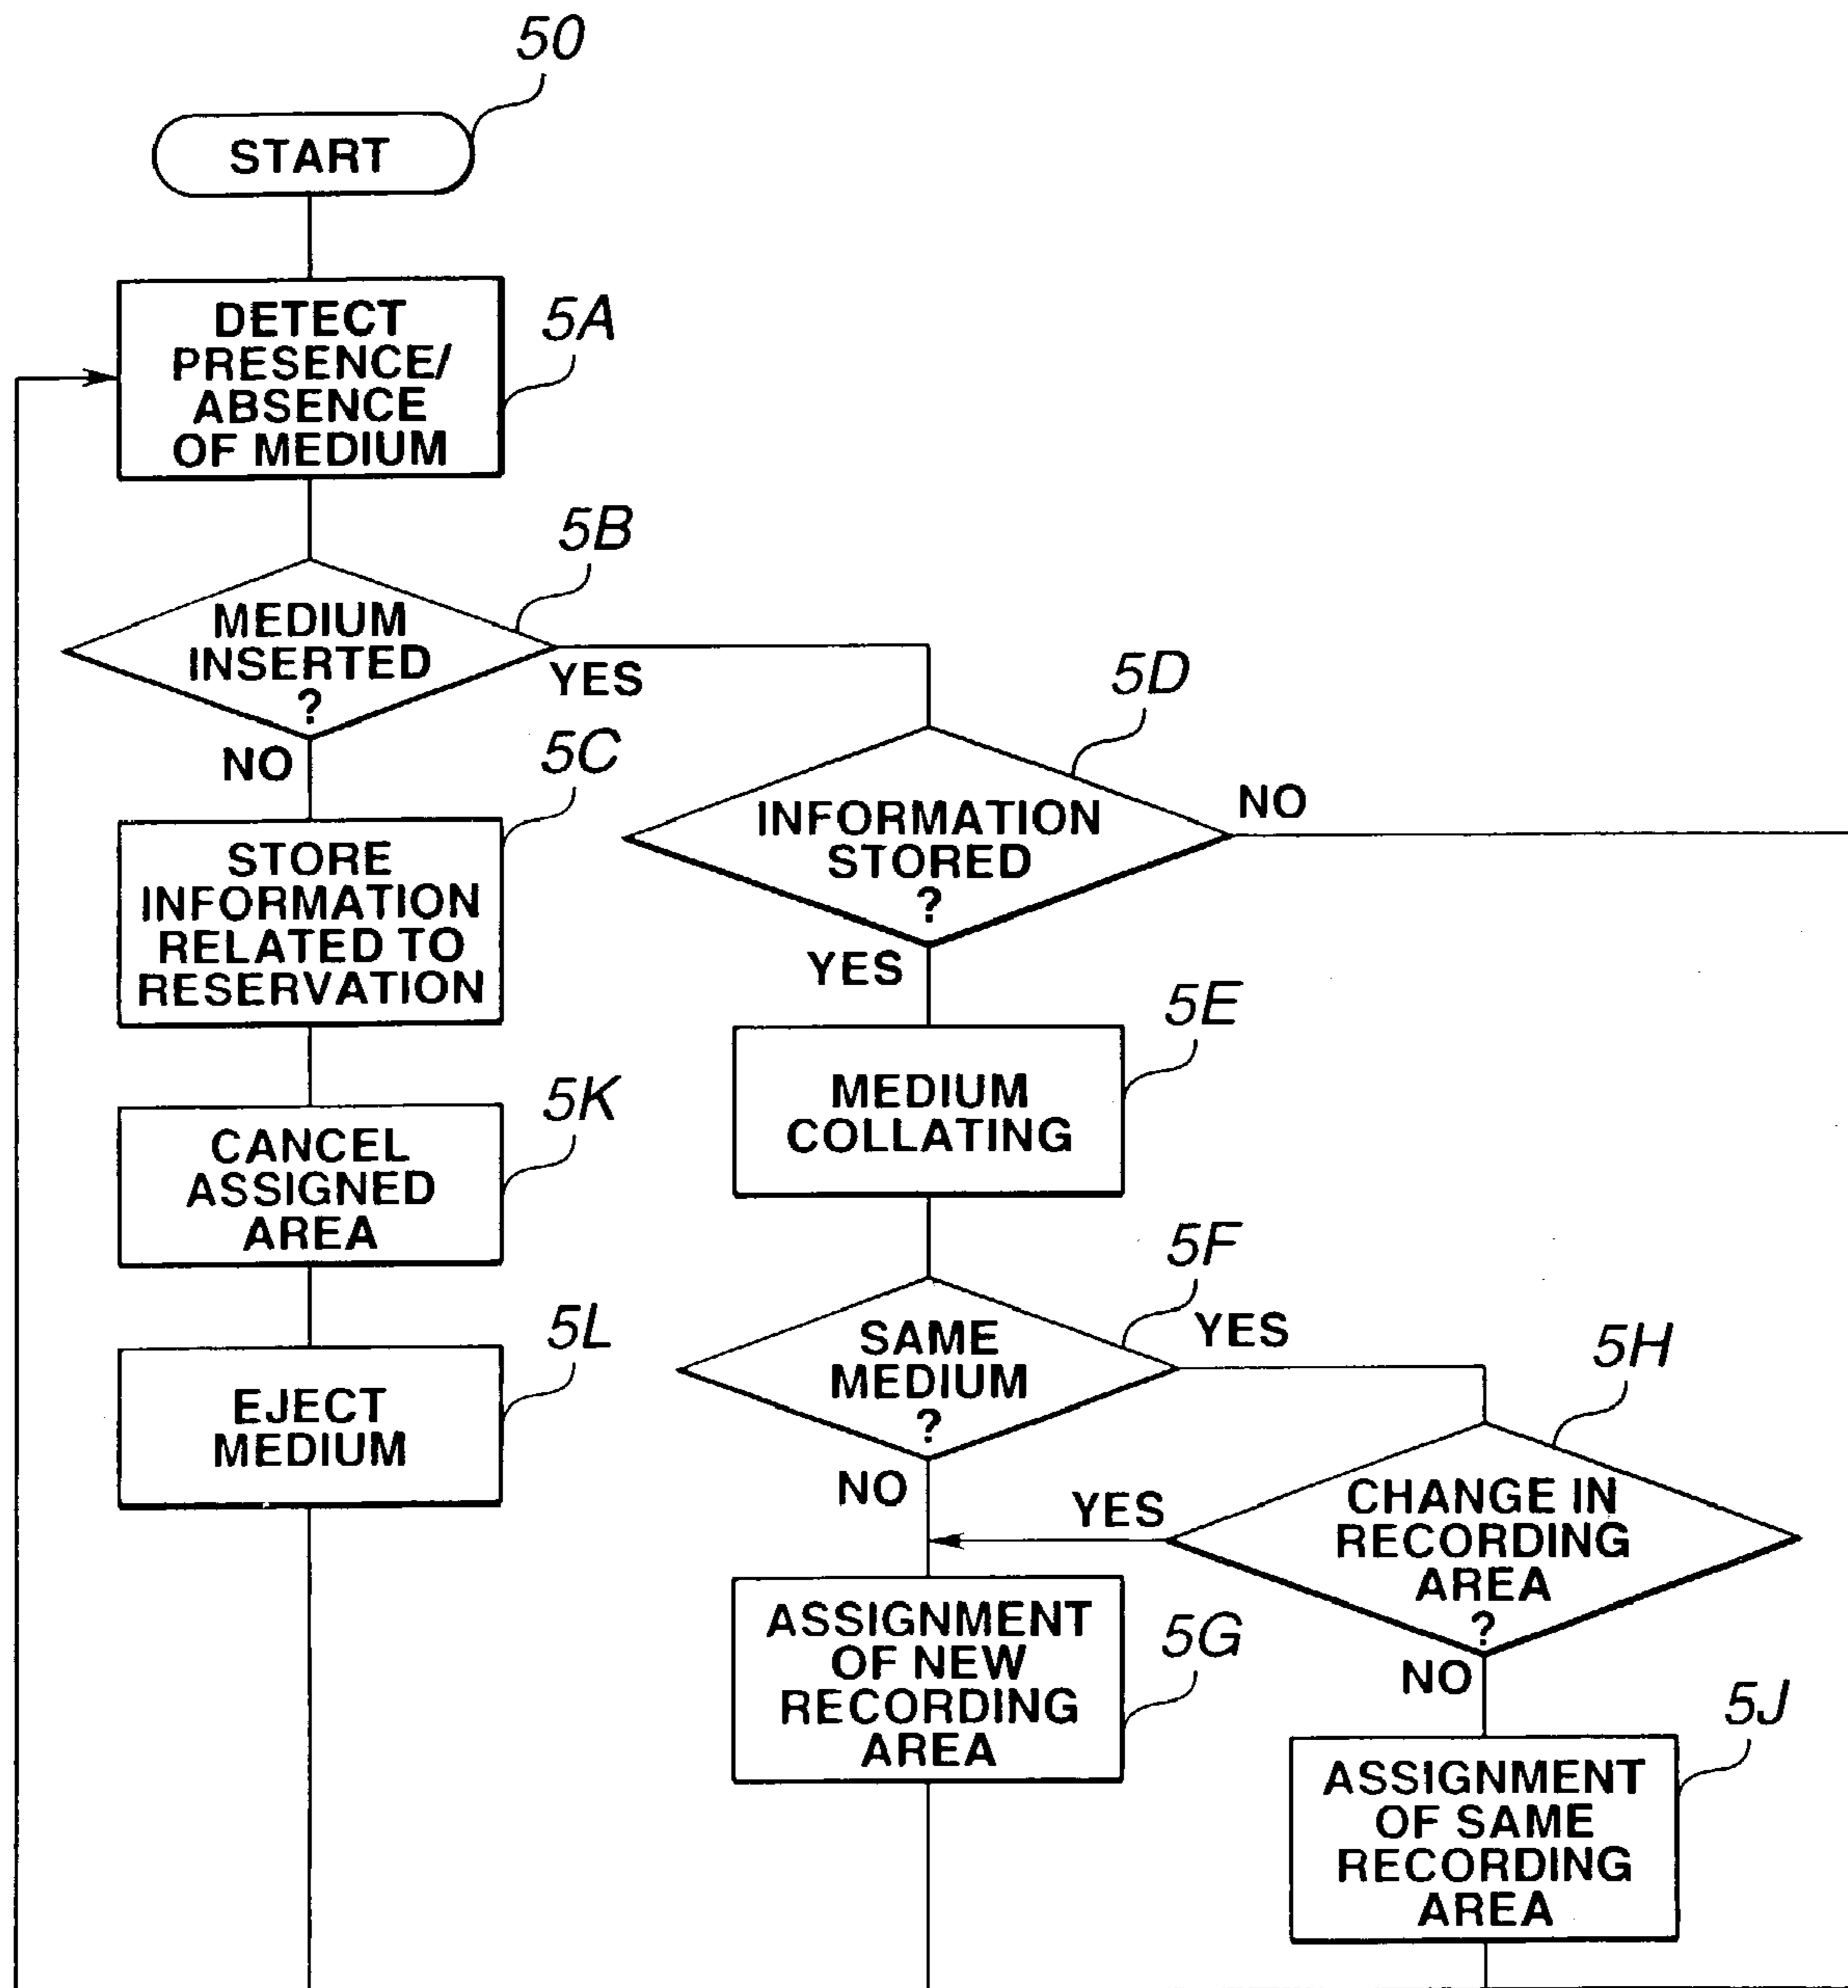 50
START
DETECT
PRESENCE/
ABSENCE
OF MEDIUM
5A
MEDIUM
INSERTED
?
5B
YES
NO
STORE
INFORMATION
RELATED TO
RESERVATION
5C
CANCEL
ASSIGNED
AREA
5K
EJECT
MEDIUM
5L
INFORMATION
STORED
?
5D
NO
YES
MEDIUM
COLLATING
5E
SAME
MEDIUM
?
5F
YES
NO
CHANGE IN
RECORDING
AREA
?
5H
YES
NO
ASSIGNMENT
OF NEW
RECORDING
AREA
5G
ASSIGNMENT
OF SAME
RECORDING
AREA
5J